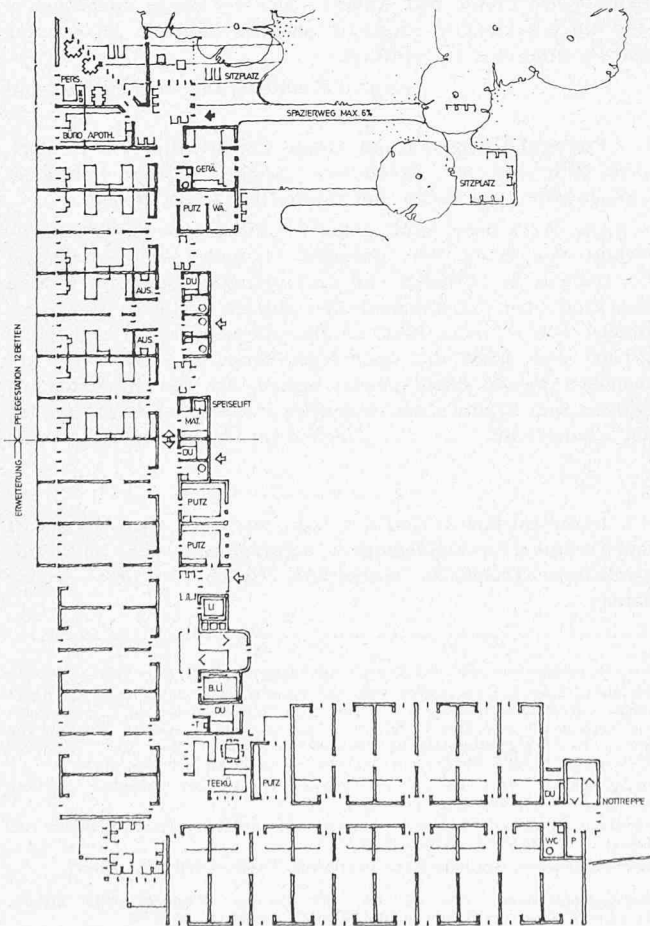 SITZPLATZ
PERS.
SPAZIERWEG MAX. 6%
BÜRO APOTH.
GERÄ.
SITZPLATZ
PUTZ WÄ.
DU
AUS.
AUS.
ERWEITERUNG PFLEGESTATION 12 BETTEN
SPEISELIFT
MAT.
DU
PUTZ
PUTZ
LI
B.LI
DU
T
TEEKÜ.
PUTZ
DU
NOTTREPPE
WC
P